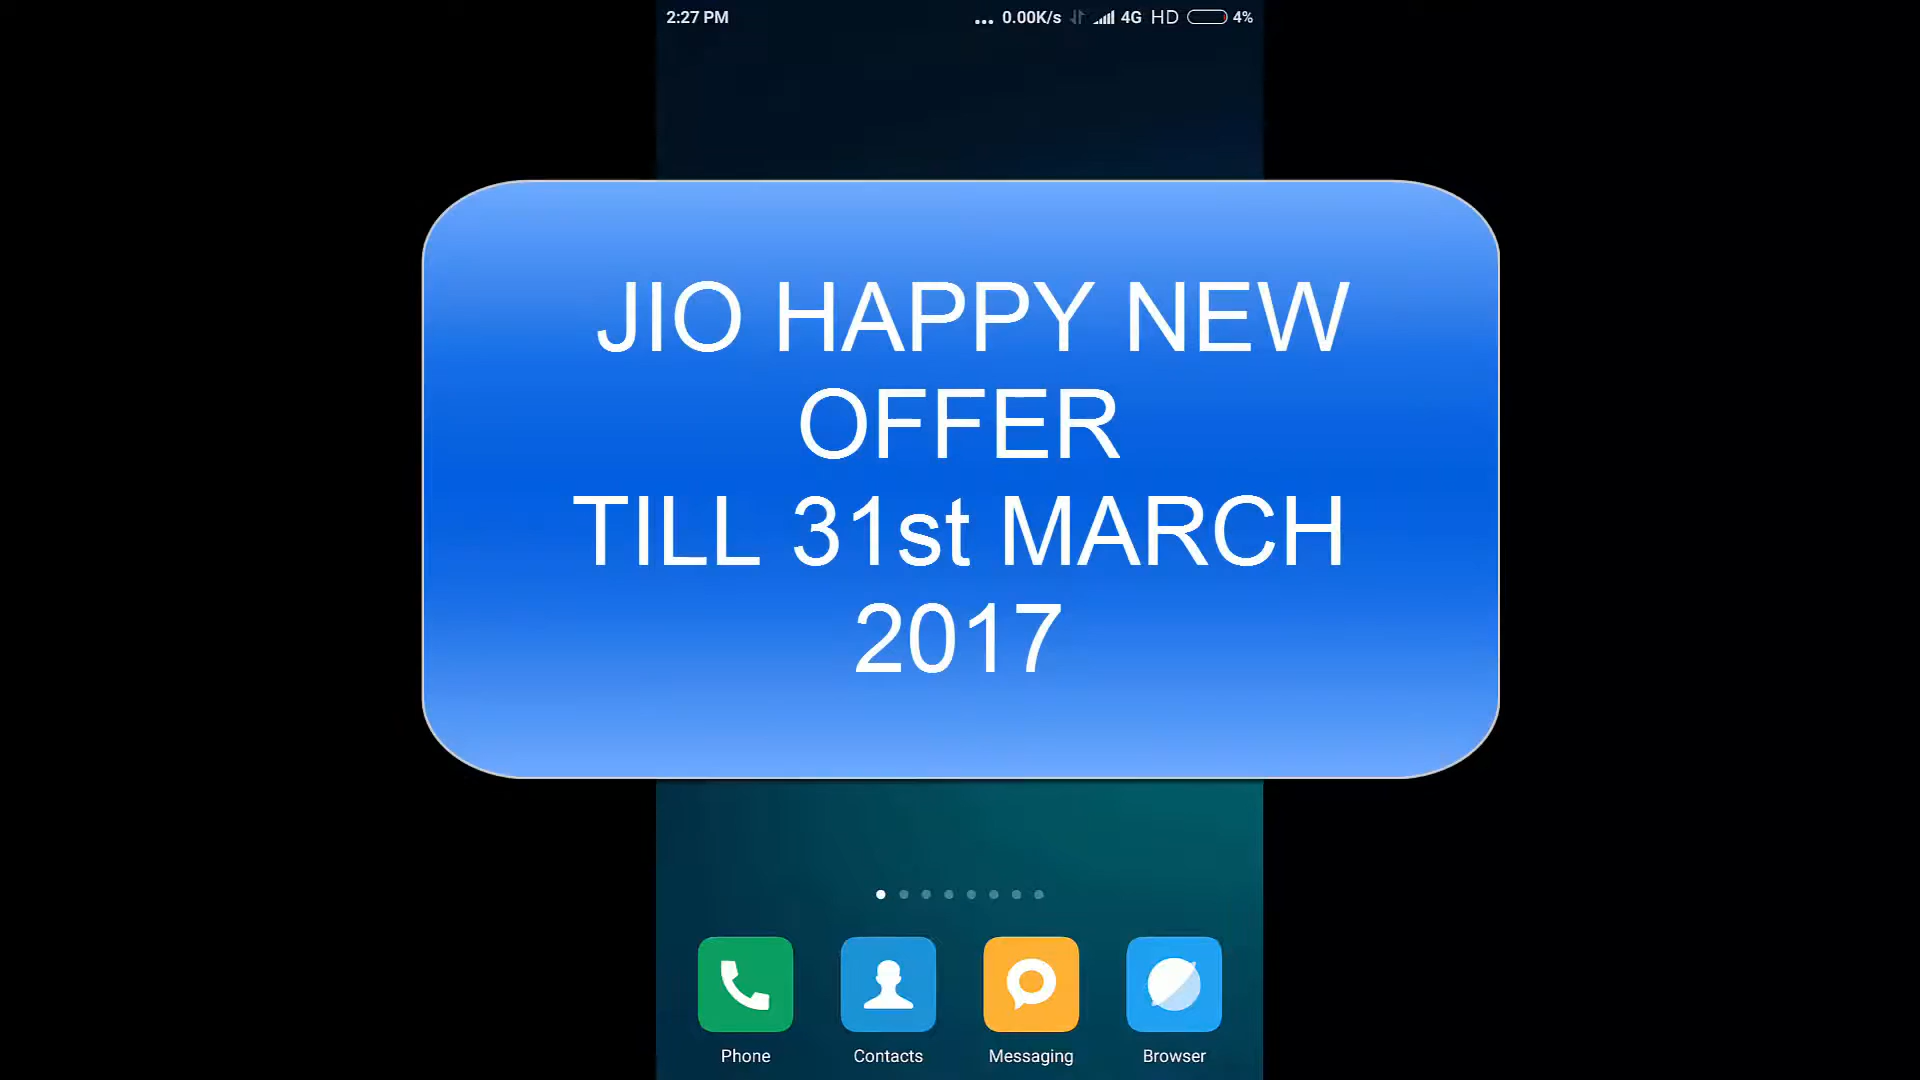 2:27 PM ... 0.00K/s 4G HD 4%
JIO HAPPY NEW
OFFER
TILL 31st MARCH
2017
Phone Contacts Messaging Browser